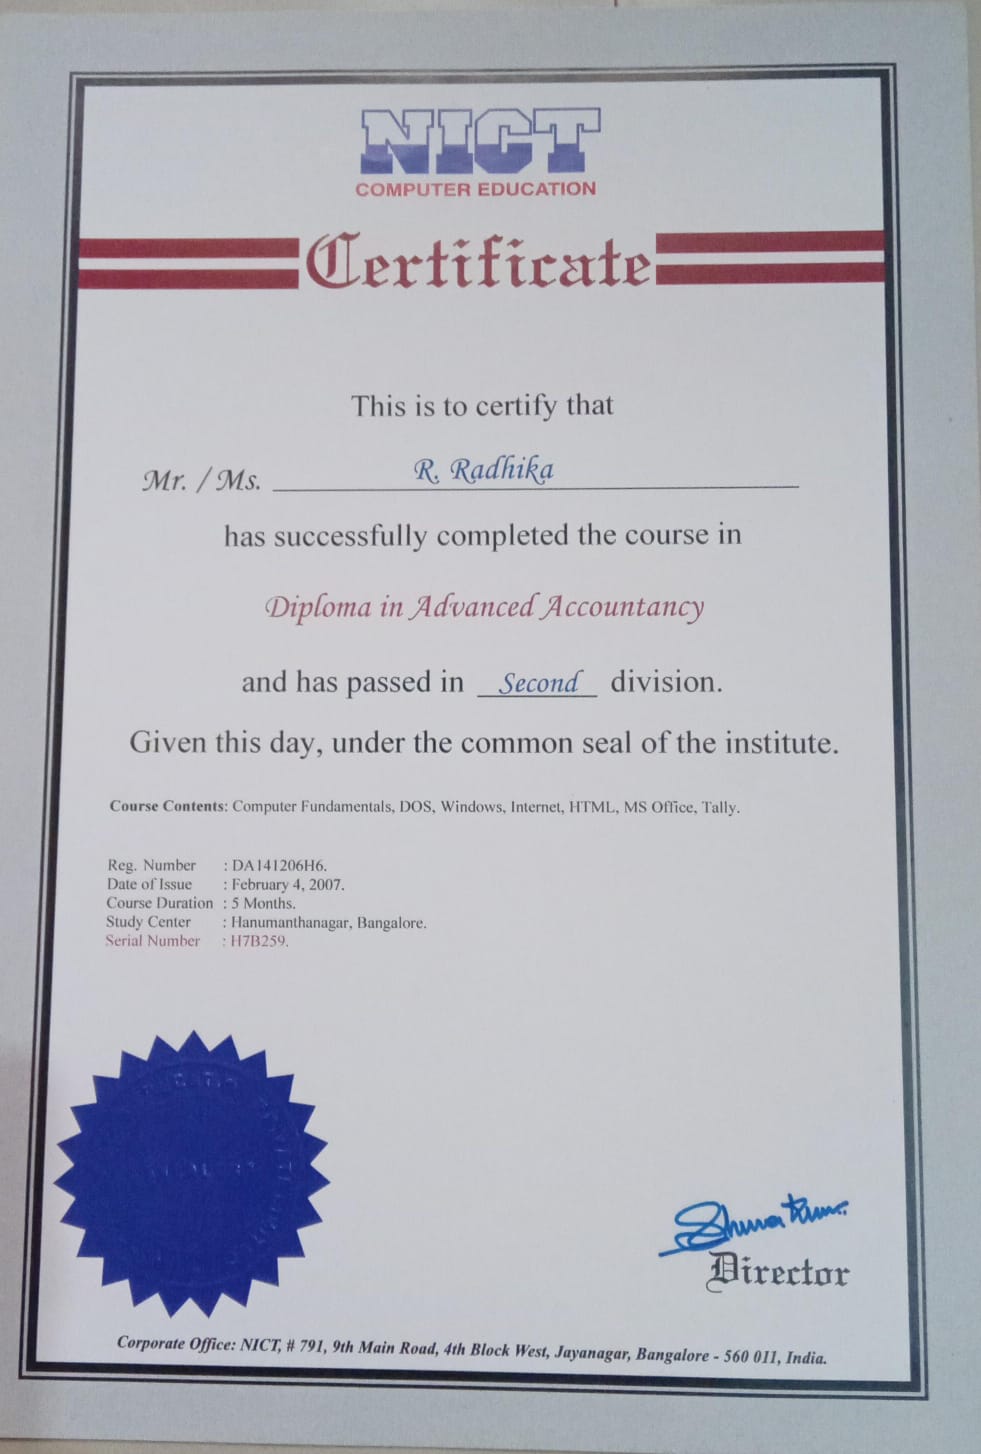 NICT
COMPUTER EDUCATION
Certificate
This is to certify that
Mr. / Ms. R. Radhika
has successfully completed the course in
Diploma in Advanced Accountancy
and has passed in Second division.
Given this day, under the common seal of the institute.
Course Contents: Computer Fundamentals, DOS, Windows, Internet, HTML, MS Office, Tally.
Reg. Number : DA141206H6.
Date of Issue : February 4, 2007.
Course Duration : 5 Months.
Study Center : Hanumanthanagar, Bangalore.
Serial Number : H7B259.
Director
Corporate Office: NICT, # 791, 9th Main Road, 4th Block West, Jayanagar, Bangalore - 560 011, India.